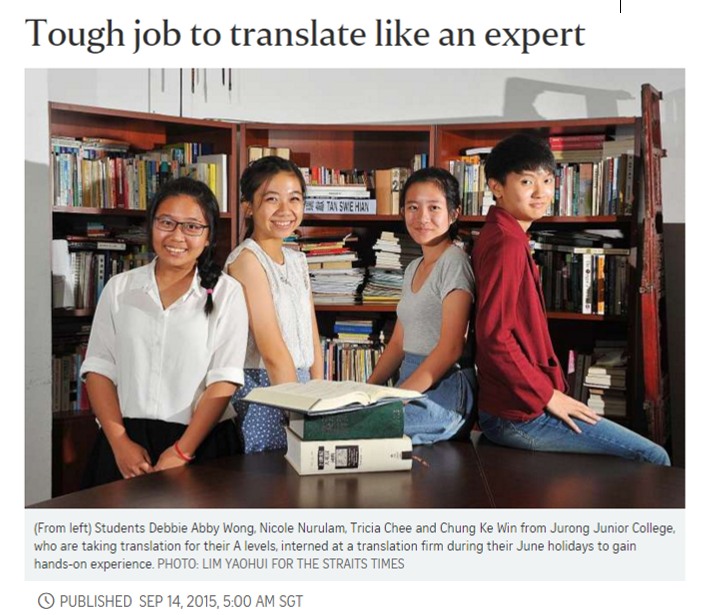 Tough job to translate like an expert
TAN SWIE HIAN
(From left) Students Debbie Abby Wong, Nicole Nurulam, Tricia Chee and Chung Ke Win from Jurong Junior College,
who are taking translation for their A levels, interned at a translation firm during their June holidays to gain
hands-on experience. PHOTO: LIM YAOHUI FOR THE STRAITS TIMES
PUBLISHED SEP 14, 2015, 5:00 AM SGT